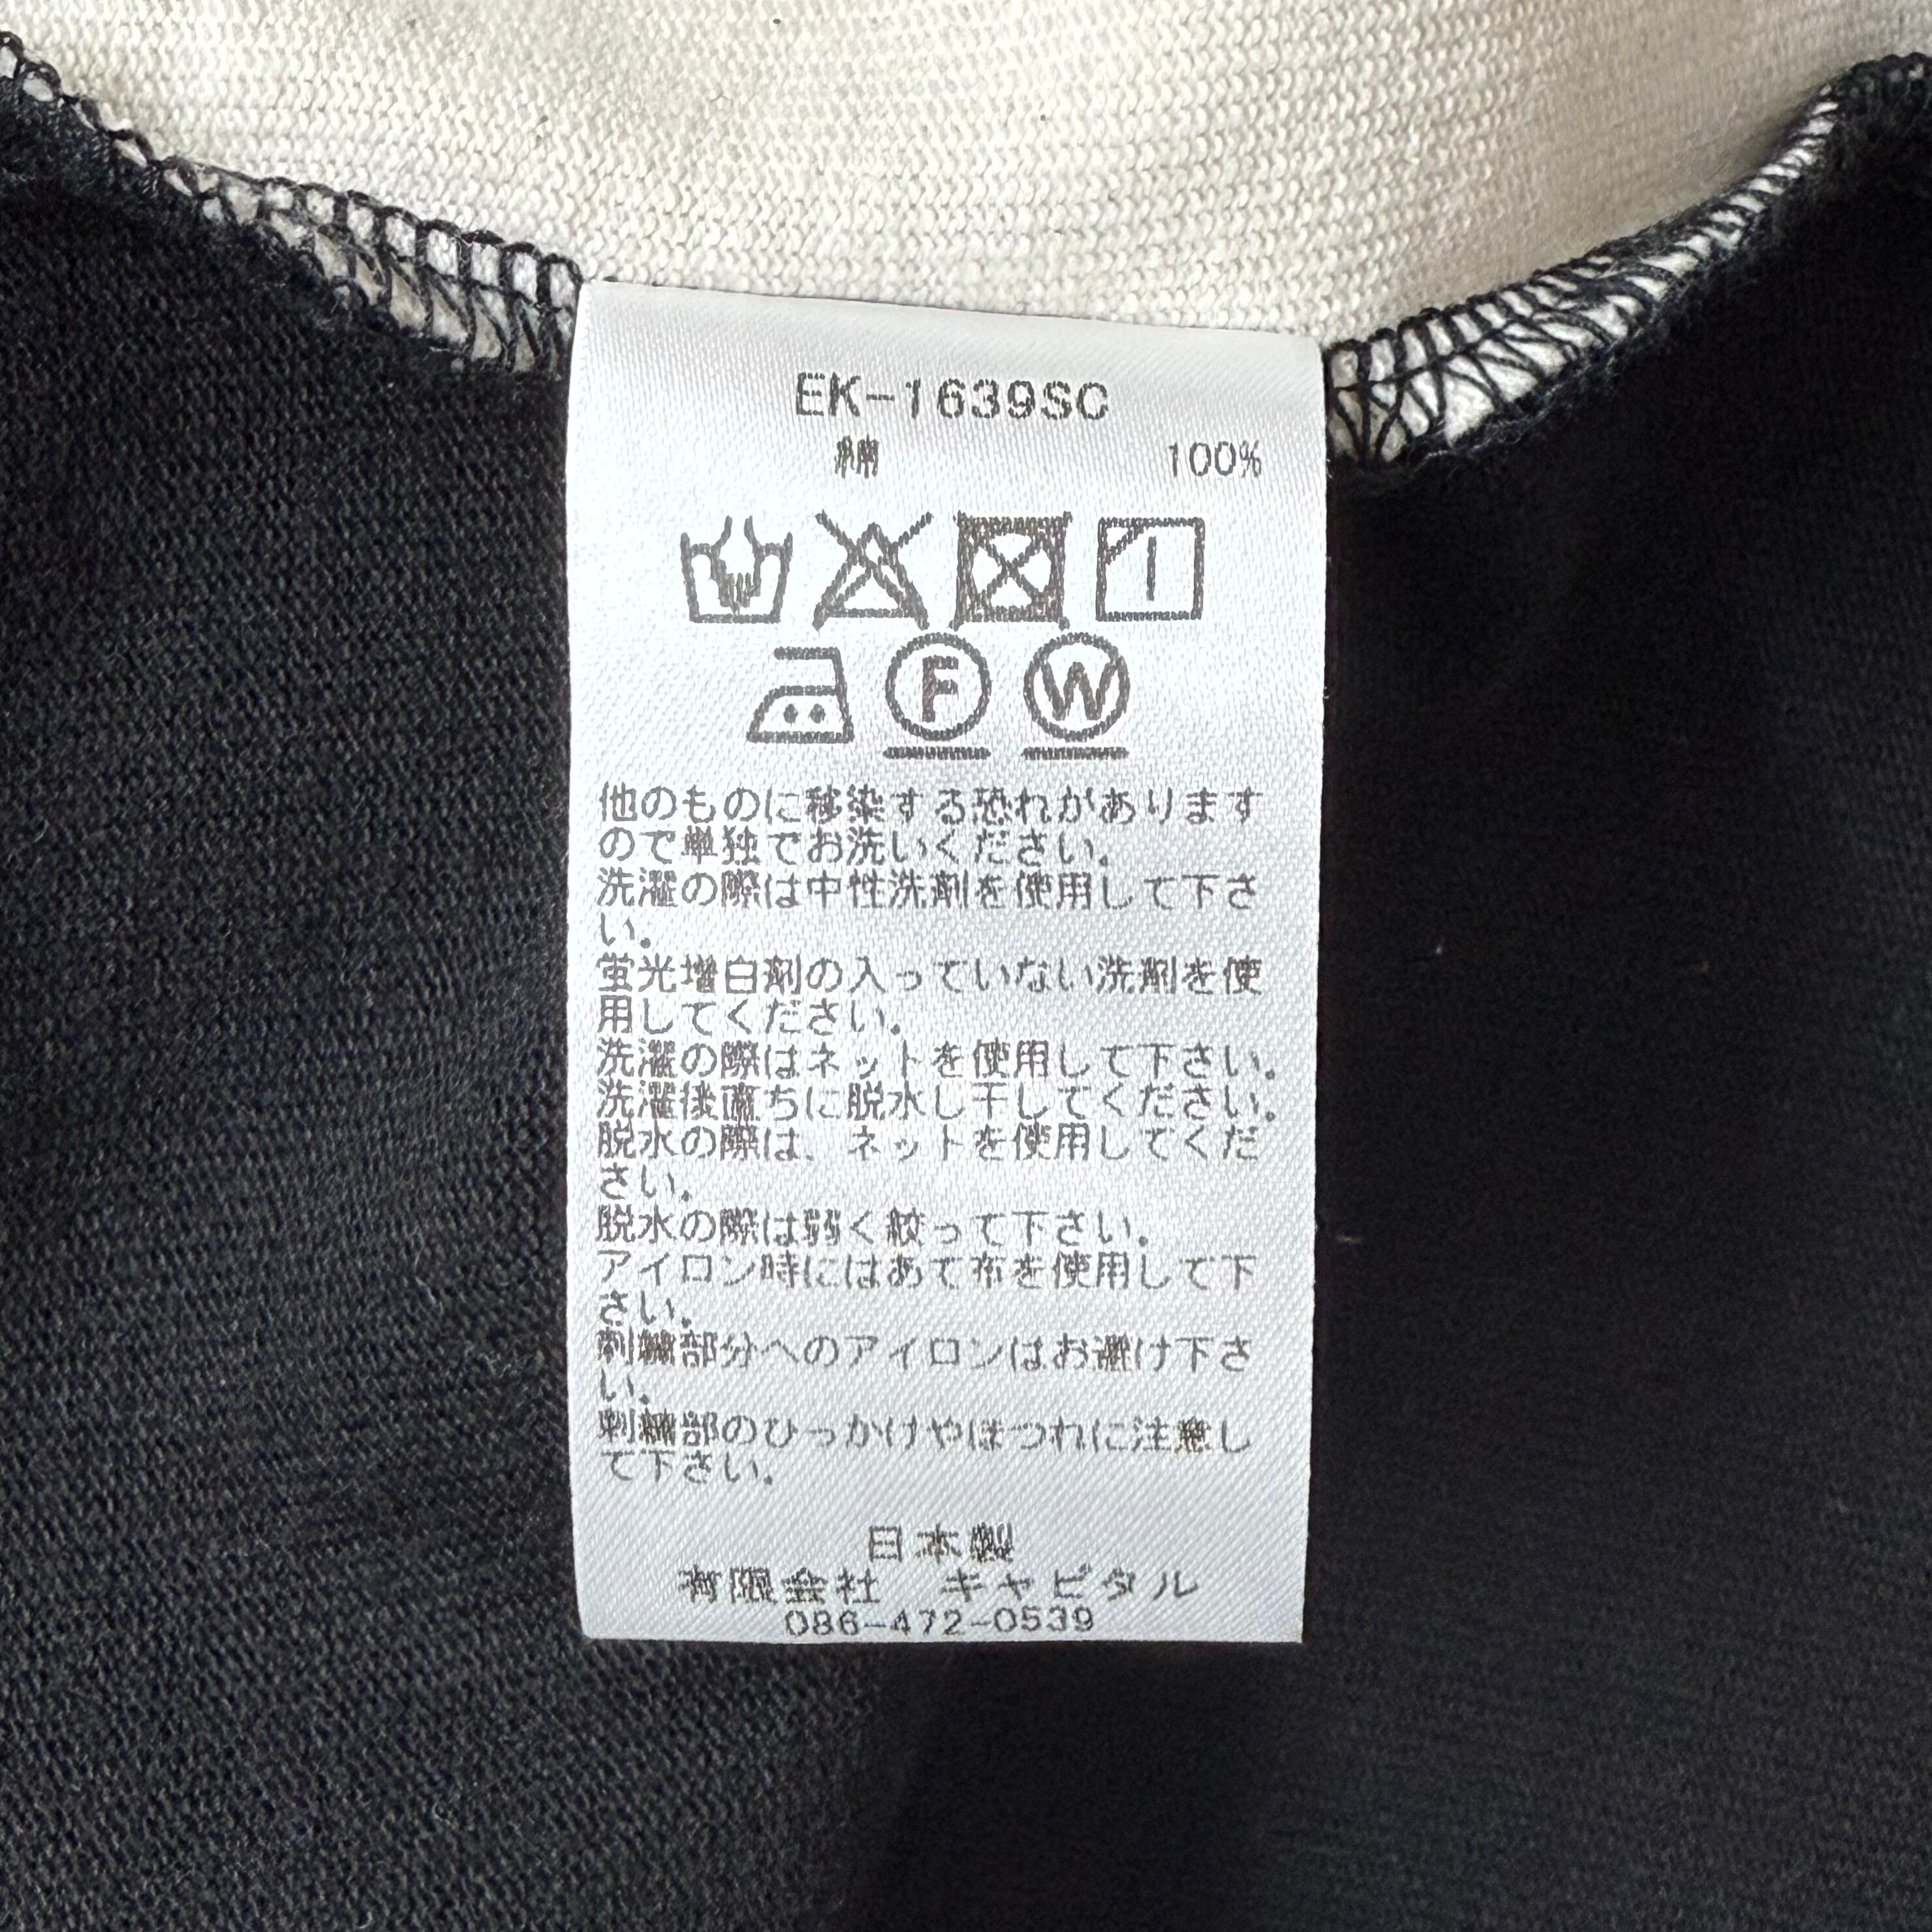 EK-1639SC
綿 100%
F W
他のものに移染する恐れがあります
ので単独でお洗いください。
洗濯の際は中性洗剤を使用して下さ
い。
蛍光増白剤の入っていない洗剤を使
用してください。
洗濯の際はネットを使用して下さい。
洗濯後直ちに脱水し干してください。
脱水の際は、ネットを使用してくだ
さい。
脱水の際は弱く絞って下さい。
アイロン時にはあて布を使用して下
さい。
刺繍部分へのアイロンはお避け下さ
い。
刺繍部のひっかけやほつれに注意し
て下さい。
日本製
有限会社 キャピタル
086-472-0539